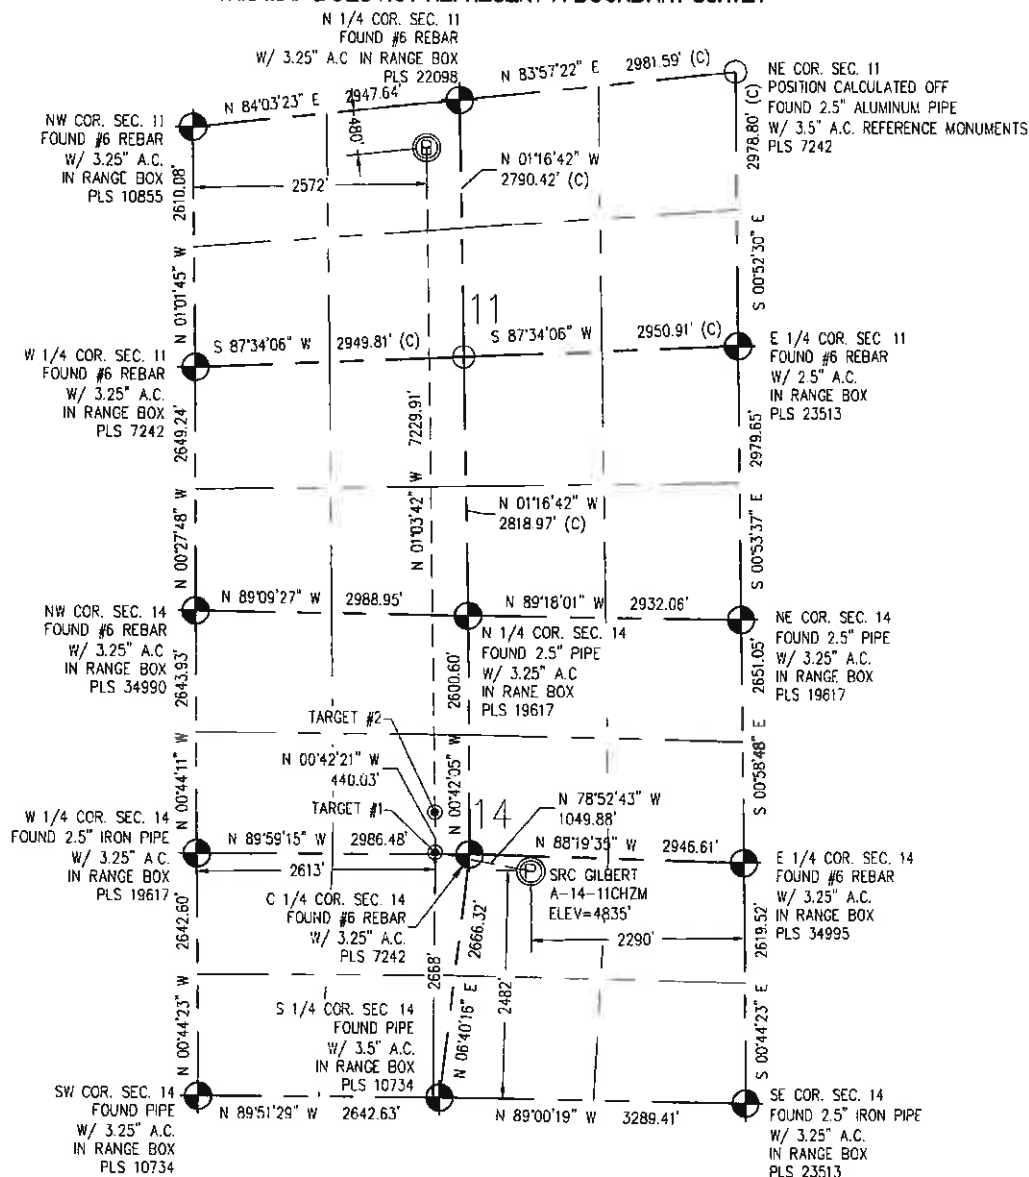 N 1/4 COR. SEC. 11
FOUND #6 REBAR
W/ 3.25" A.C IN RANGE BOX
PLS 22098
N 84°03'23" E 2947.64'
N 83°57'22" E 2981.59' (C)
NE COR. SEC. 11
POSITION CALCULATED OFF
FOUND 2.5" ALUMINUM PIPE
W/ 3.5" A.C. REFERENCE MONUMENTS
PLS 7242
NW COR. SEC. 11
FOUND #6 REBAR
W/ 3.25" A.C.
IN RANGE BOX
PLS 10855
480'
2572'
N 01°16'42" W
2790.42' (C)
2978.80' (C)
S 00°52'30" E
2610.08'
N 01°01'45" W
11
S 87°34'06" W 2949.81' (C)
S 87°34'06" W 2950.91' (C)
W 1/4 COR. SEC. 11
FOUND #6 REBAR
W/ 3.25" A.C.
IN RANGE BOX
PLS 7242
E 1/4 COR. SEC. 11
FOUND #6 REBAR
W/ 2.5" A.C.
IN RANGE BOX
PLS 23513
2649.24'
N 00°27'48" W
7229.91'
N 01°03'42" W
N 01°16'42" W
2818.97' (C)
2979.65'
S 00°53'37" E
N 89°09'27" W 2988.95'
N 89°18'01" W 2932.06'
NW COR. SEC. 14
FOUND #6 REBAR
W/ 3.25" A.C
IN RANGE BOX
PLS 34990
N 1/4 COR. SEC. 14
FOUND 2.5" PIPE
W/ 3.25" A.C
IN RANE BOX
PLS 19617
NE COR. SEC. 14
FOUND 2.5" PIPE
W/ 3.25" A.C.
IN RANGE BOX
PLS 19617
2643.93'
N 00°44'11" W
2600.60'
N 00°42'05" W
2651.05'
S 00°58'48" E
TARGET #2
N 00°42'21" W
440.03'
TARGET #1
14
N 78°52'43" W
1049.88'
N 89°59'15" W 2986.48'
N 88°19'35" W 2946.61'
W 1/4 COR. SEC. 14
FOUND 2.5" IRON PIPE
W/ 3.25" A C.
IN RANGE BOX
PLS 19617
2613'
P
SRC GILBERT
A-14-11CHZM
ELEV=4835'
E 1/4 COR. SEC. 14
FOUND #6 REBAR
W/ 3.25" A.C.
IN RANGE BOX
PLS 34995
C 1/4 COR. SEC. 14
FOUND #6 REBAR
W/ 3.25" A.C.
PLS 7242
2290'
2642.60'
N 00°44'23" W
2668'
2666.32'
N 06°40'16" E
2482'
2619.52'
S 00°44'23" E
S 1/4 COR. SEC 14
FOUND PIPE
W/ 3.5" A.C.
IN RANGE BOX
PLS 10734
SW COR. SEC. 14
FOUND PIPE
W/ 3.25" A.C.
IN RANGE BOX
PLS 10734
N 89°51'29" W 2642.63'
N 89°00'19" W 3289.41'
SE COR. SEC. 14
FOUND 2.5" IRON PIPE
W/ 3.25" A.C.
IN RANGE BOX
PLS 23513